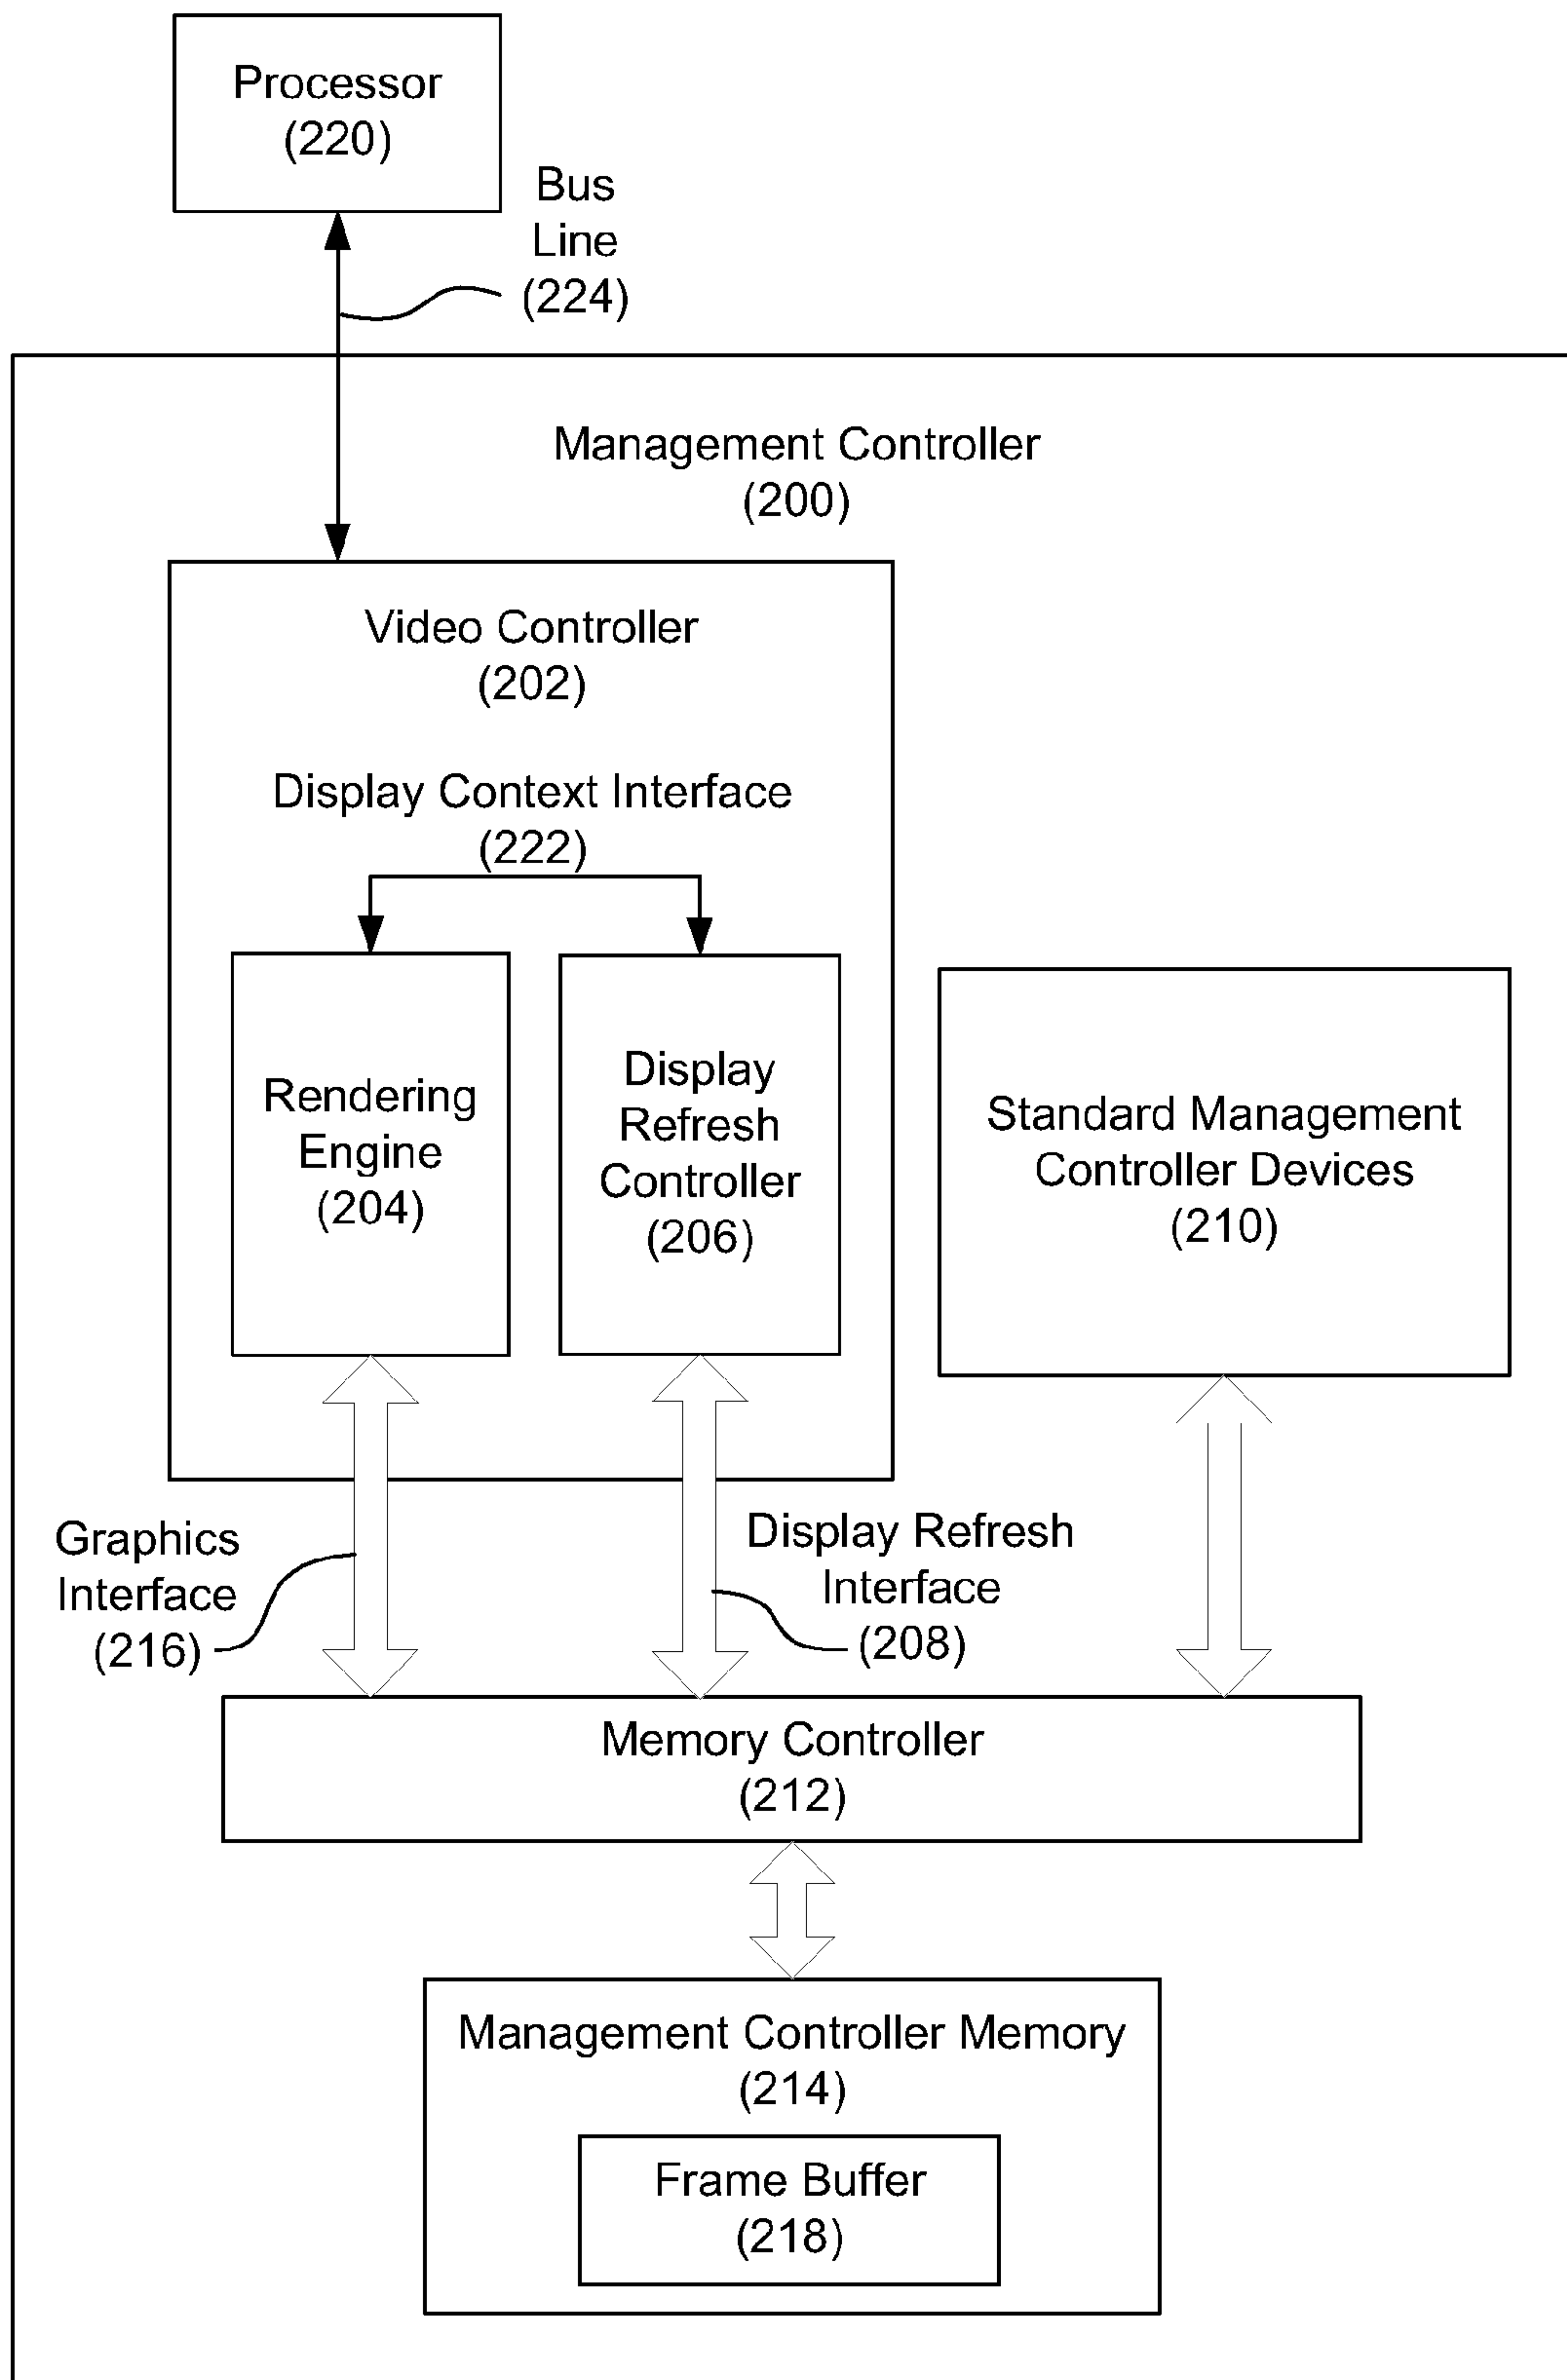 Processor
(220)
Bus
Line
(224)
Management Controller
(200)
Video Controller
(202)
Display Context Interface
(222)
Rendering
Engine
(204)
Display
Refresh
Controller
(206)
Standard Management
Controller Devices
(210)
Graphics
Interface
(216)
Display Refresh
Interface
(208)
Memory Controller
(212)
Management Controller Memory
(214)
Frame Buffer
(218)